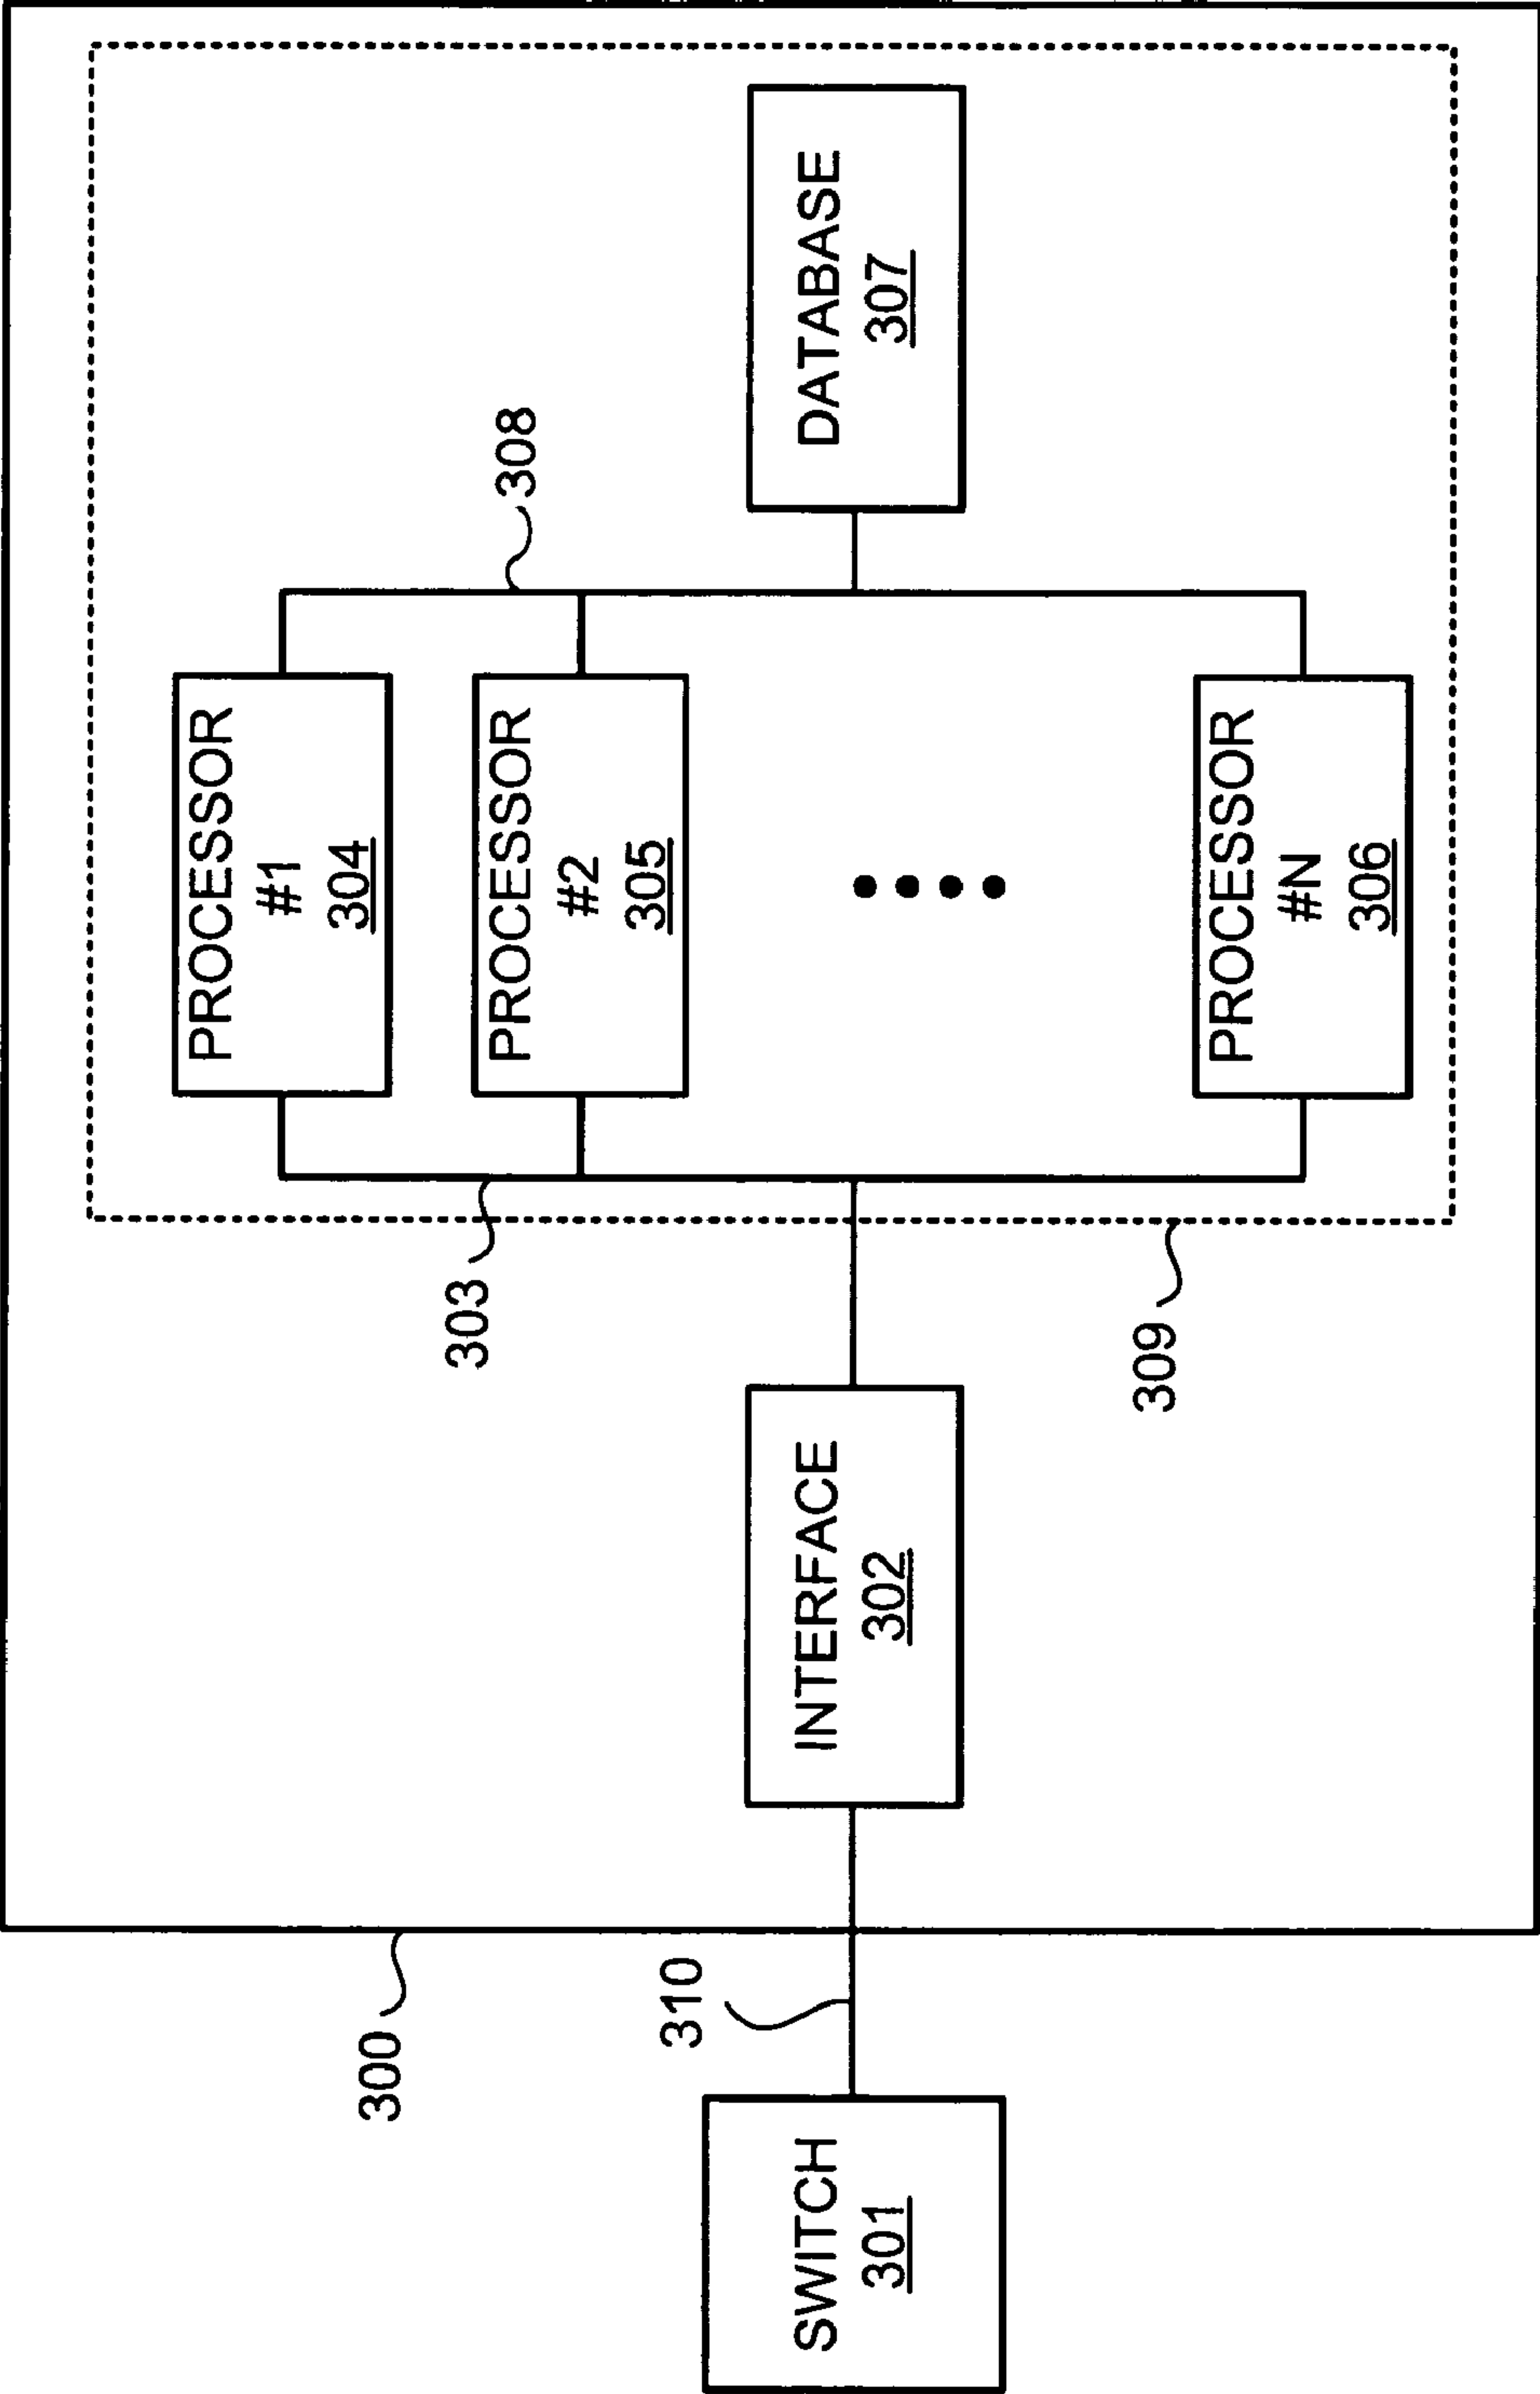 300
SWITCH
301
310
INTERFACE
302
303
309
PROCESSOR
#1
304
PROCESSOR
#2
305
PROCESSOR
#N
306
308
DATABASE
307